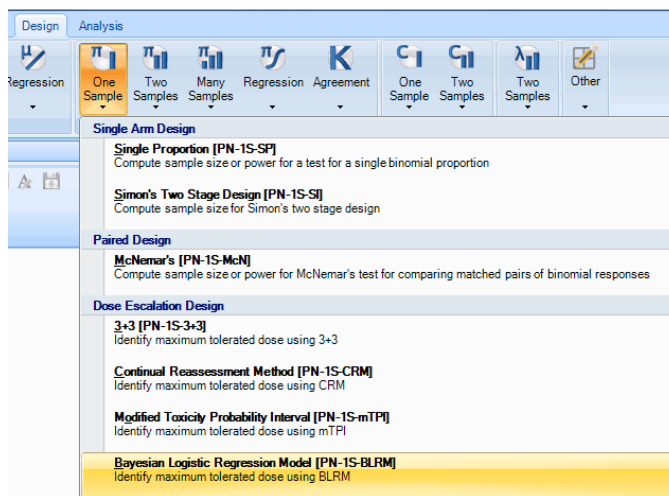 Design Analysis
Regression One Sample Two Samples Many Samples Regression Agreement One Sample Two Samples Two Samples Other
Single Arm Design
Single Proportion [PN-1S-SP]
Compute sample size or power for a test for a single binomial proportion
Simon's Two Stage Design [PN-1S-SI]
Compute sample size for Simon's two stage design
Paired Design
McNemar's [PN-1S-McN]
Compute sample size or power for McNemar's test for comparing matched pairs of binomial responses
Dose Escalation Design
3+3 [PN-1S-3+3]
Identify maximum tolerated dose using 3+3
Continual Reassessment Method [PN-1S-CRM]
Identify maximum tolerated dose using CRM
Modified Toxicity Probability Interval [PN-1S-mTPI]
Identify maximum tolerated dose using mTPI
Bayesian Logistic Regression Model [PN-1S-BLRM]
Identify maximum tolerated dose using BLRM